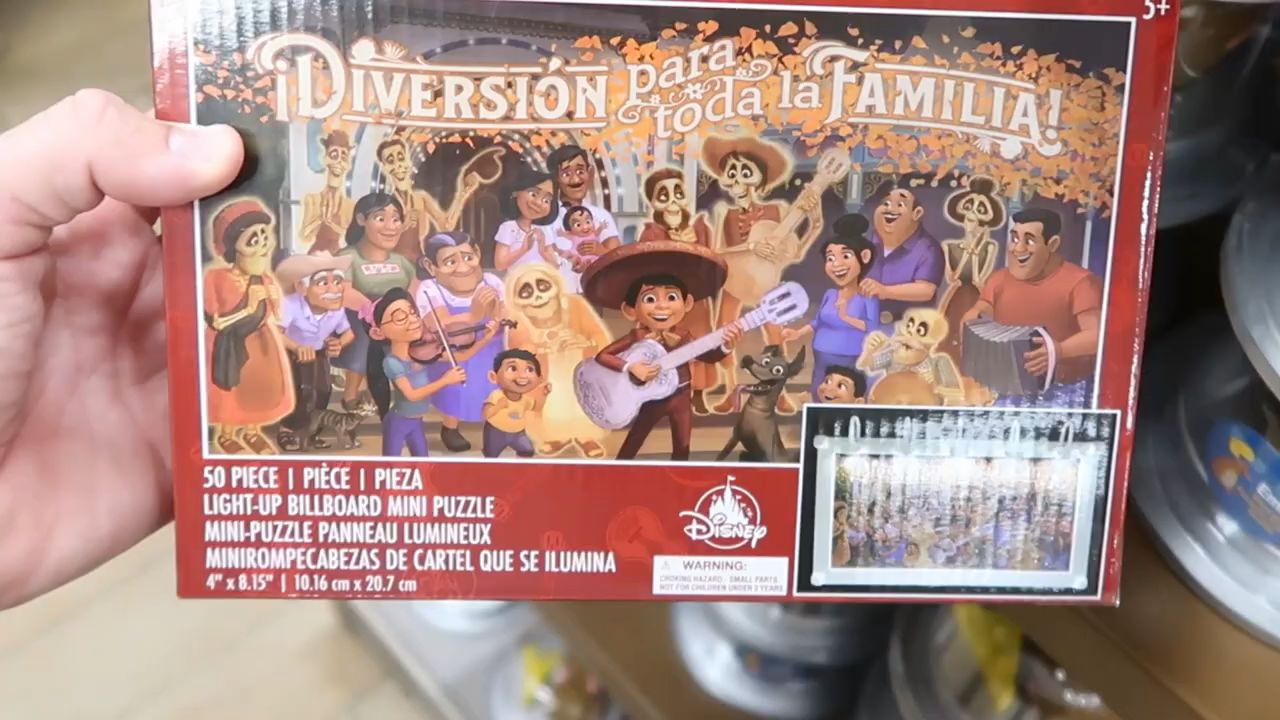 5+
¡DIVERSIÓN para toda la FAMILIA!
50 PIECE | PIÈCE | PIEZA
LIGHT-UP BILLBOARD MINI PUZZLE
MINI-PUZZLE PANNEAU LUMINEUX
MINIROMPECABEZAS DE CARTEL QUE SE ILUMINA
4" x 8.15" | 10.16 cm x 20.7 cm
Disney
WARNING:
CHOKING HAZARD - SMALL PARTS
NOT FOR CHILDREN UNDER 3 YEARS